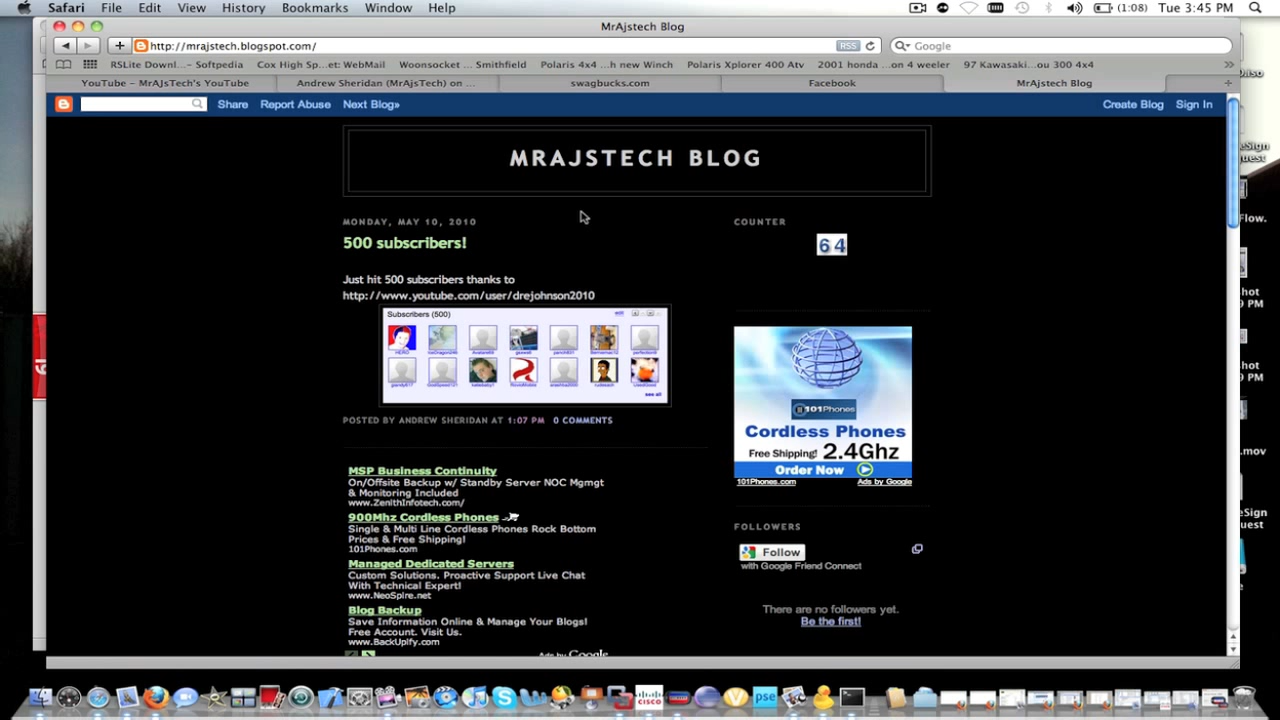 Safari File Edit View History Bookmarks Window Help (1:08) Tue 3:45 PM
MrAjstech Blog
http://mrajstech.blogspot.com/ RSS Google
RSLite Downl...– Softpedia Cox High Sp...et: WebMail Woonsocket ... Smithfield Polaris 4x4 ...h new Winch Polaris Xplorer 400 Atv 2001 honda ...on 4 weeler 97 Kawasaki...ou 300 4x4 »
YouTube – MrAJsTech's YouTube Andrew Sheridan (MrAjsTech) on ... swagbucks.com Facebook MrAjstech Blog
Share Report Abuse Next Blog» Create Blog Sign In
MRAJSTECH BLOG
MONDAY, MAY 10, 2010
500 subscribers!
Just hit 500 subscribers thanks to
http://www.youtube.com/user/drejohnson2010
Subscribers (500) edit
HERO
see all
POSTED BY ANDREW SHERIDAN AT 1:07 PM 0 COMMENTS
MSP Business Continuity
On/Offsite Backup w/ Standby Server NOC Mgmgt
& Monitoring Included
www.ZenithInfotech.com/
900Mhz Cordless Phones
Single & Multi Line Cordless Phones Rock Bottom
Prices & Free Shipping!
101Phones.com
Managed Dedicated Servers
Custom Solutions. Proactive Support Live Chat
With Technical Expert!
www.NeoSpire.net
Blog Backup
Save Information Online & Manage Your Blogs!
Free Account. Visit Us.
www.BackUpify.com
Ads by Google
COUNTER
64
101Phones
Cordless Phones
Free Shipping! 2.4Ghz
Order Now
101Phones.com Ads by Google
FOLLOWERS
Follow
with Google Friend Connect
There are no followers yet.
Be the first!
.iso
Flow.
.mov
cisco
pse